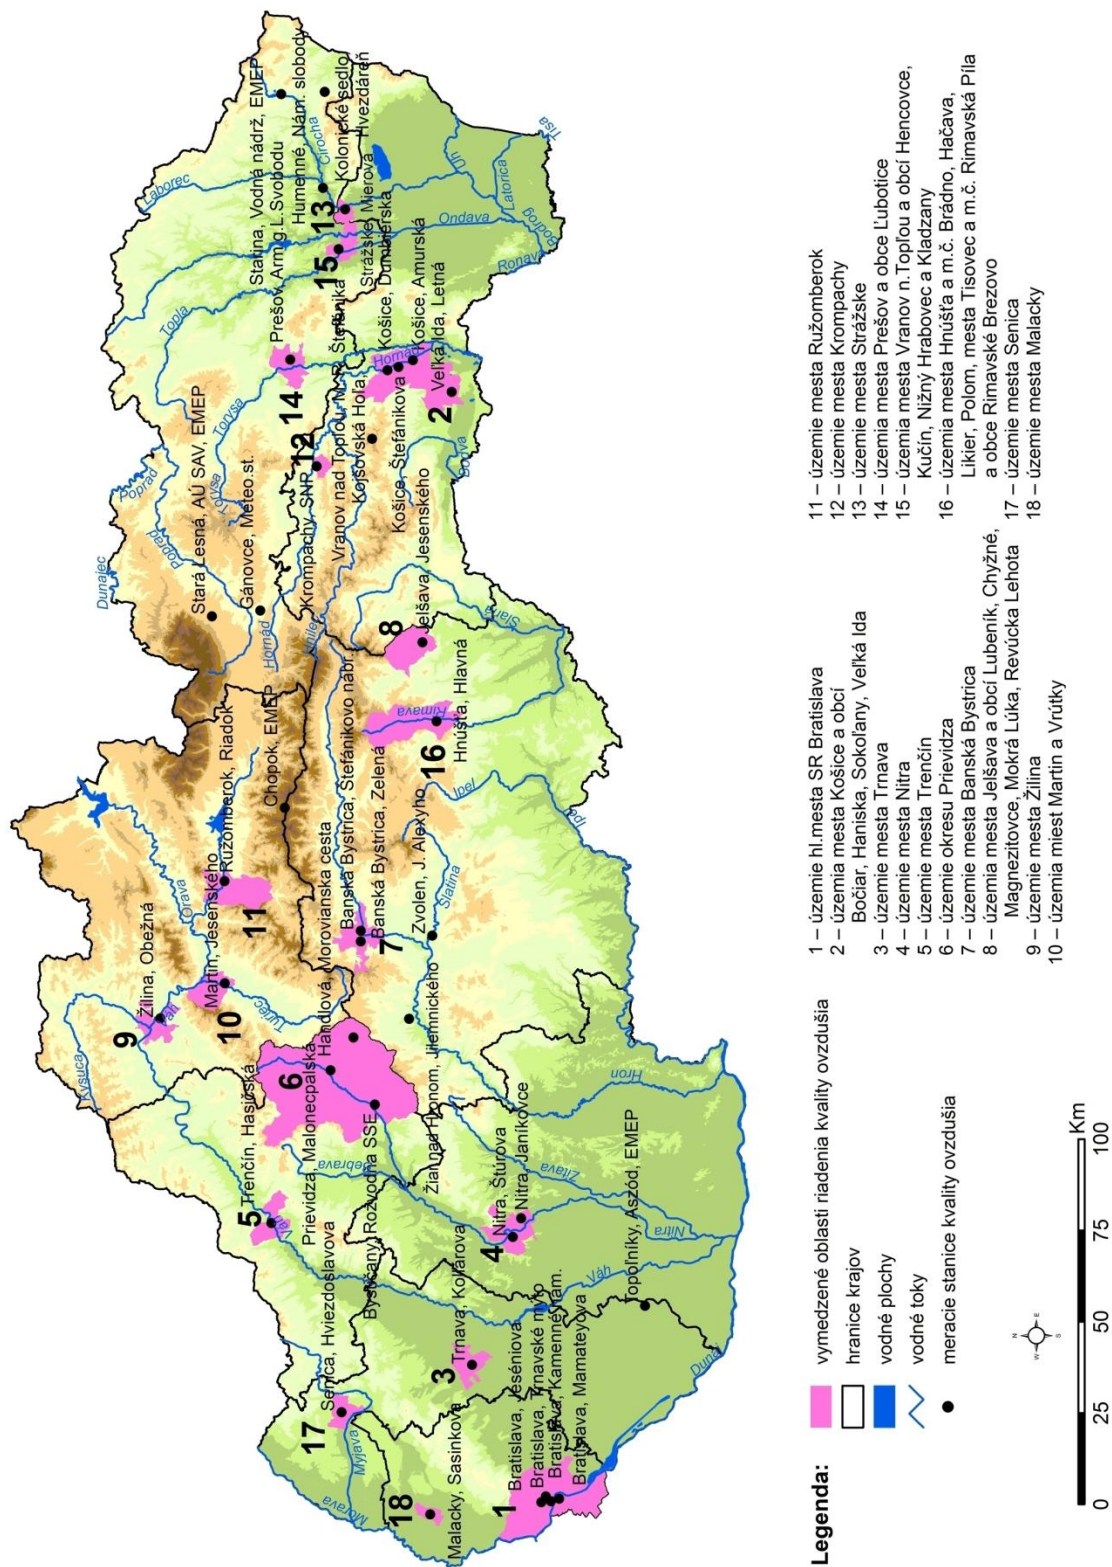 Dunajec
Poprad
Poprad
Laborec
Topla
Torysa
Torysa
Hornád
Hornád
Hnilec
Orava
Kysuca
Váh
Turiec
Stará Lesná, AÚ SAV, EMEP
Gánovce, Meteo.st.
Starina, Vodná nádrž, EMEP
Prešov, Arm.g.L.Svobodu
Humenné, Nám. slobody
Cirocha
Kolonické sedlo
Hvezdáreň
Strážske, Mierová
Vranov nad Topľou, M. R. Štefánika
Krompachy, SNP
Kojšovská Hoľa
Košice, Ďumbierska
Košice, Štefánikova
Košice, Amurská
Veľká Ida, Letná
Ondava
Uh
Latorica
Bodrog
Ronava
Tisa
Bodva
9
Žilina, Obežná
10
Martin, Jesenského
11
Ružomberok, Riadok
Chopok, EMEP
12
13
14
15
2
5
Trenčín, Hasičská
6
Prievidza, Malonecpalská
Handlová, Morovianska cesta
Bystričany, Rozvodňa SSE
7
Banská Bystrica, Štefánikovo nábr.
Banská Bystrica, Zelená
Zvolen, J. Alexyho
Žiar nad Hronom, Jilemnického
8
Jelšava, Jesenského
16
Hnúšťa, Hlavná
Rimava
Slaná
Slatina
Ipeľ
Ipeľ
Hron
Žitava
Nitra
Váh
Dunaj
Myjava
Morava
17
Senica, Hviezdoslavova
18
Malacky, Sasinkova
3
Trnava, Kollárova
4
Nitra, Štúrova
Nitra, Janíkovce
Topoľníky, Aszód, EMEP
1
Bratislava, Jeséniova
Bratislava, Trnavské mýto
Bratislava, Kamenné nám.
Bratislava, Mamateyova
Legenda:
vymedzené oblasti riadenia kvality ovzdušia
hranice krajov
vodné plochy
vodné toky
meracie stanice kvality ovzdušia
1 – územie hl.mesta SR Bratislava
2 – územia mesta Košice a obcí
Bočiar, Haniska, Sokoľany, Veľká Ida
3 – územie mesta Trnava
4 – územie mesta Nitra
5 – územie mesta Trenčín
6 – územie okresu Prievidza
7 – územie mesta Banská Bystrica
8 – územia mesta Jelšava a obcí Lubeník, Chyžné,
Magnezitovce, Mokrá Lúka, Revúcka Lehota
9 – územie mesta Žilina
10 – územia miest Martin a Vrútky
11 – územie mesta Ružomberok
12 – územie mesta Krompachy
13 – územie mesta Strážske
14 – územia mesta Prešov a obce Ľubotice
15 – územia mesta Vranov n.Topľou a obcí Hencovce,
Kučín, Nižný Hrabovec a Kladzany
16 – územia mesta Hnúšťa a m.č. Brádno, Hačava,
Likier, Polom, mesta Tisovec a m.č. Rimavská Píla
a obce Rimavské Brezovo
17 – územie mesta Senica
18 – územie mesta Malacky
N
E
S
W
0 25 50 75 100
Km